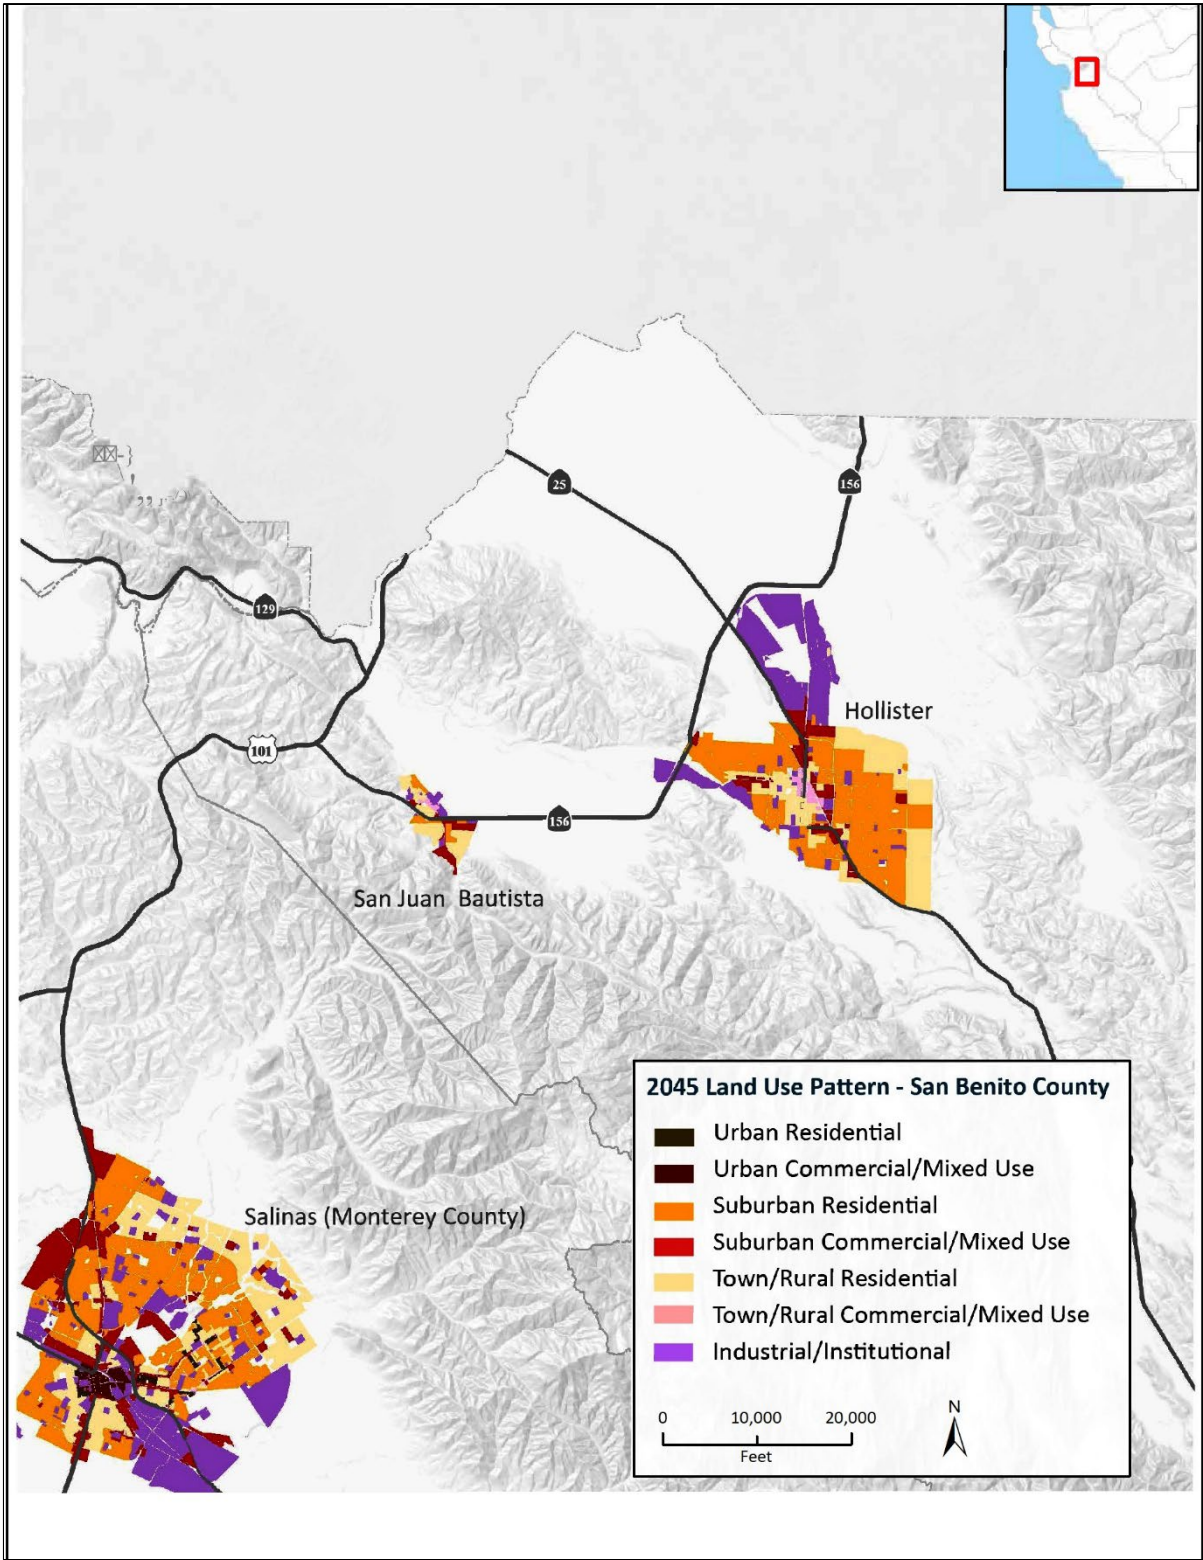 25
156
129
Hollister
101
156
San Juan Bautista
2045 Land Use Pattern - San Benito County
Urban Residential
Urban Commercial/Mixed Use
Suburban Residential
Suburban Commercial/Mixed Use
Town/Rural Residential
Town/Rural Commercial/Mixed Use
Industrial/Institutional
0 10,000 20,000
Feet
N
Salinas (Monterey County)